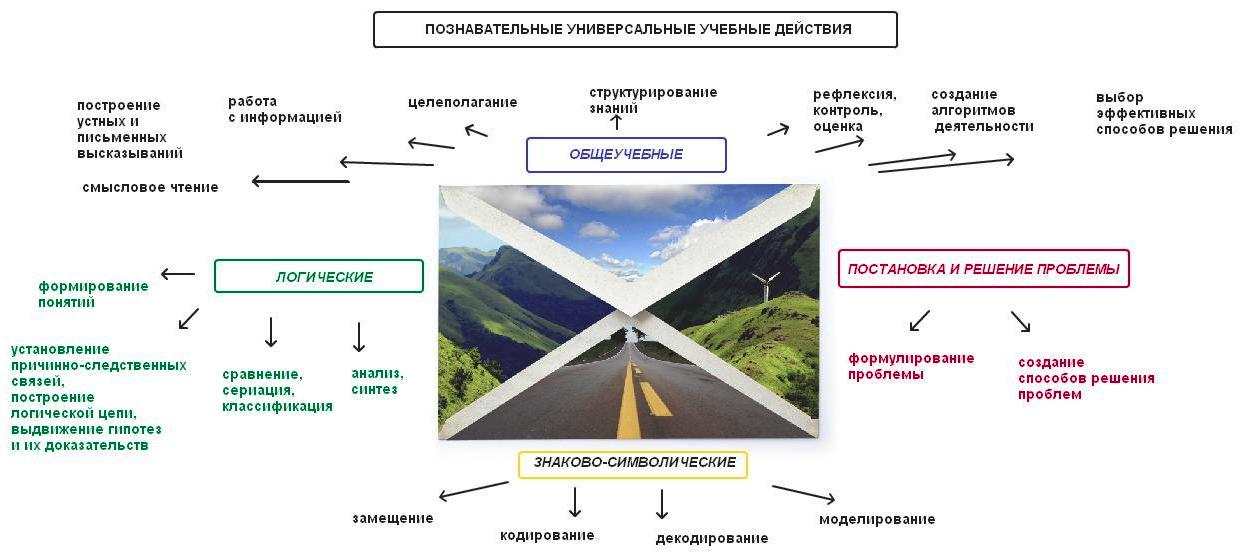 ПОЗНАВАТЕЛЬНЫЕ УНИВЕРСАЛЬНЫЕ УЧЕБНЫЕ ДЕЙСТВИЯ
построение
устных и
письменных
высказываний
работа
с информацией
целеполагание
структурирование
знаний
рефлексия,
контроль,
оценка
создание
алгоритмов
деятельности
выбор
эффективных
способов решения
смысловое чтение
ОБЩЕУЧЕБНЫЕ
ЛОГИЧЕСКИЕ
ПОСТАНОВКА И РЕШЕНИЕ ПРОБЛЕМЫ
формирование
понятий
установление
причинно-следственных
связей,
построение
логической цепи,
выдвижение гипотез
и их доказательств
сравнение,
сериация,
классификация
анализ,
синтез
формулирование
проблемы
создание
способов решения
проблем
ЗНАКОВО-СИМВОЛИЧЕСКИЕ
замещение
кодирование
декодирование
моделирование